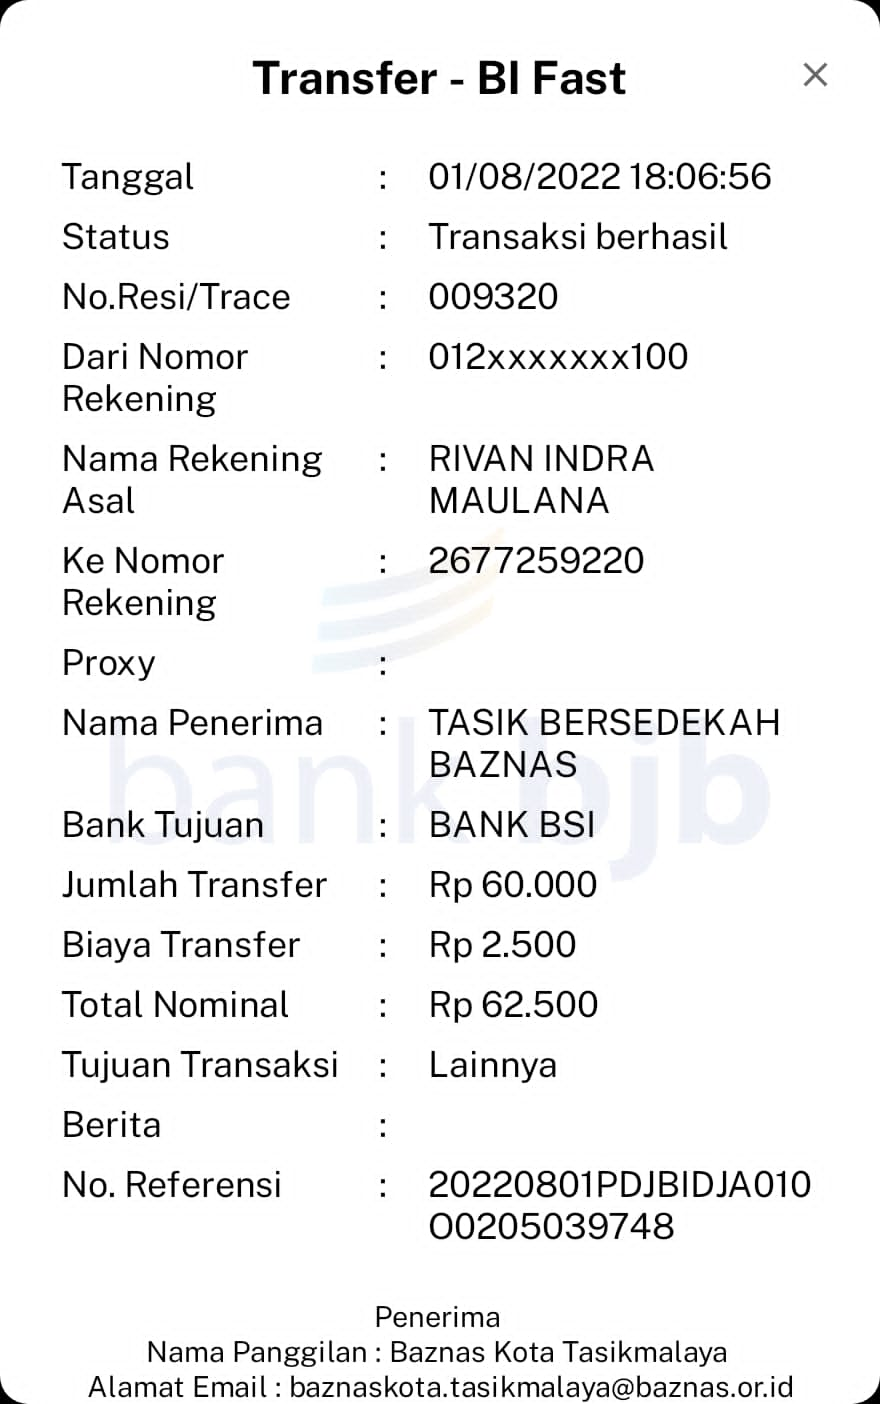 Transfer - BI Fast
Tanggal : 01/08/2022 18:06:56
Status : Transaksi berhasil
No.Resi/Trace : 009320
Dari Nomor Rekening : 012xxxxxxx100
Nama Rekening Asal : RIVAN INDRA MAULANA
Ke Nomor Rekening : 2677259220
Proxy :
Nama Penerima : TASIK BERSEDEKAH BAZNAS
Bank Tujuan : BANK BSI
Jumlah Transfer : Rp 60.000
Biaya Transfer : Rp 2.500
Total Nominal : Rp 62.500
Tujuan Transaksi : Lainnya
Berita :
No. Referensi : 20220801PDJBIDJA010
O0205039748
Penerima
Nama Panggilan : Baznas Kota Tasikmalaya
Alamat Email : baznaskota.tasikmalaya@baznas.or.id
bank bjb